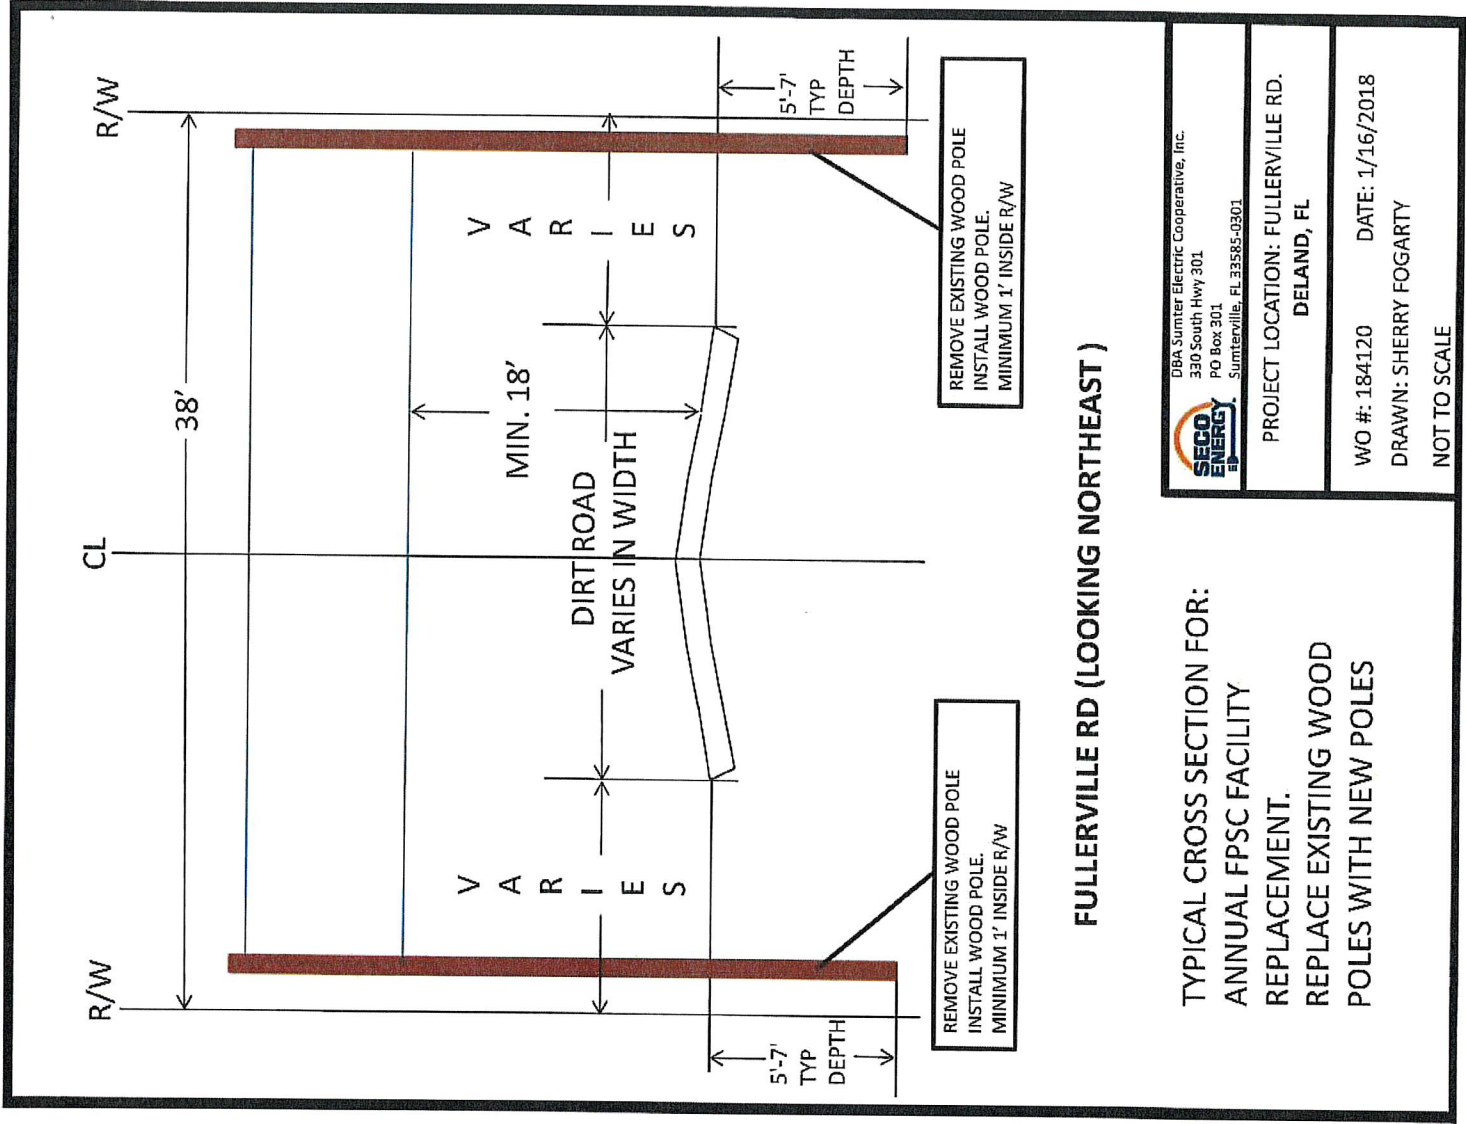 R/W
CL
R/W
38'
V
A
R
I
E
S
MIN. 18'
DIRT ROAD
VARIES IN WIDTH
V
A
R
I
E
S
5'-7'
TYP
DEPTH
5'-7'
TYP
DEPTH
REMOVE EXISTING WOOD POLE
INSTALL WOOD POLE.
MINIMUM 1' INSIDE R/W
REMOVE EXISTING WOOD POLE
INSTALL WOOD POLE.
MINIMUM 1' INSIDE R/W
FULLERVILLE RD (LOOKING NORTHEAST )
TYPICAL CROSS SECTION FOR:
ANNUAL FPSC FACILITY
REPLACEMENT.
REPLACE EXISTING WOOD
POLES WITH NEW POLES
SECO
ENERGY
DBA Sumter Electric Cooperative, Inc.
330 South Hwy 301
PO Box 301
Sumterville, FL 33585-0301
PROJECT LOCATION: FULLERVILLE RD.
DELAND, FL
WO #: 184120 DATE: 1/16/2018
DRAWN: SHERRY FOGARTY
NOT TO SCALE